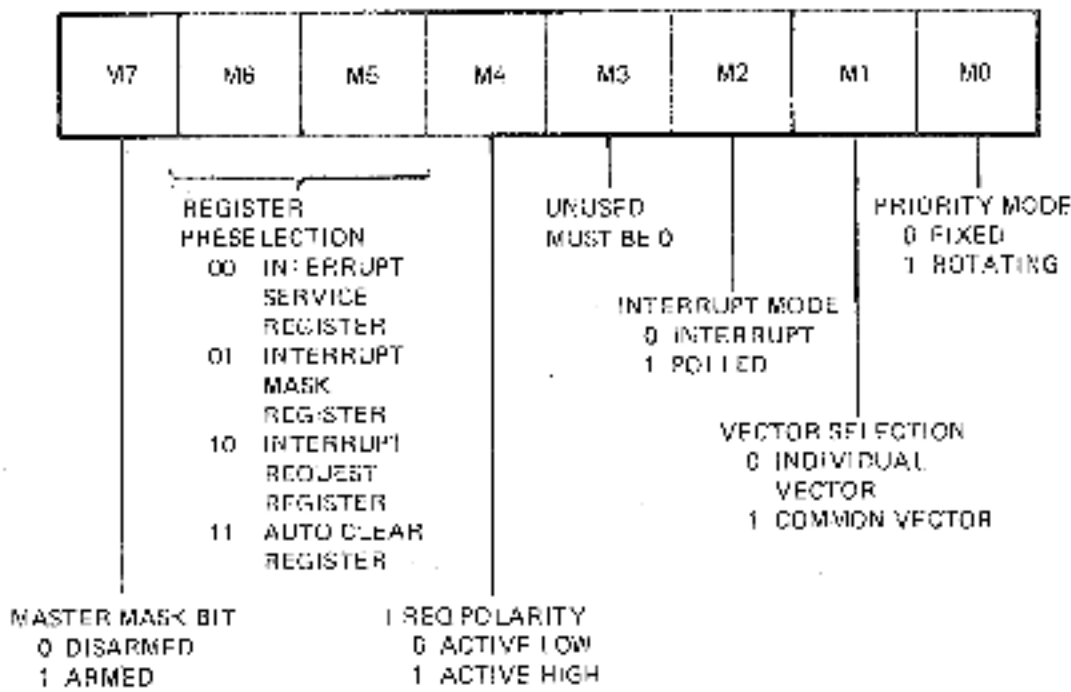 M7 M6 M5 M4 M3 M2 M1 M0
REGISTER
PRESELECTION
00 INTERRUPT
SERVICE
REGISTER
01 INTERRUPT
MASK
REGISTER
10 INTERRUPT
REQUEST
REGISTER
11 AUTO CLEAR
REGISTER
UNUSED
MUST BE 0
PRIORITY MODE
0 FIXED
1 ROTATING
INTERRUPT MODE
0 INTERRUPT
1 POLLED
VECTOR SELECTION
0 INDIVIDUAL
VECTOR
1 COMMON VECTOR
MASTER MASK BIT
0 DISARMED
1 ARMED
I REQ POLARITY
0 ACTIVE LOW
1 ACTIVE HIGH